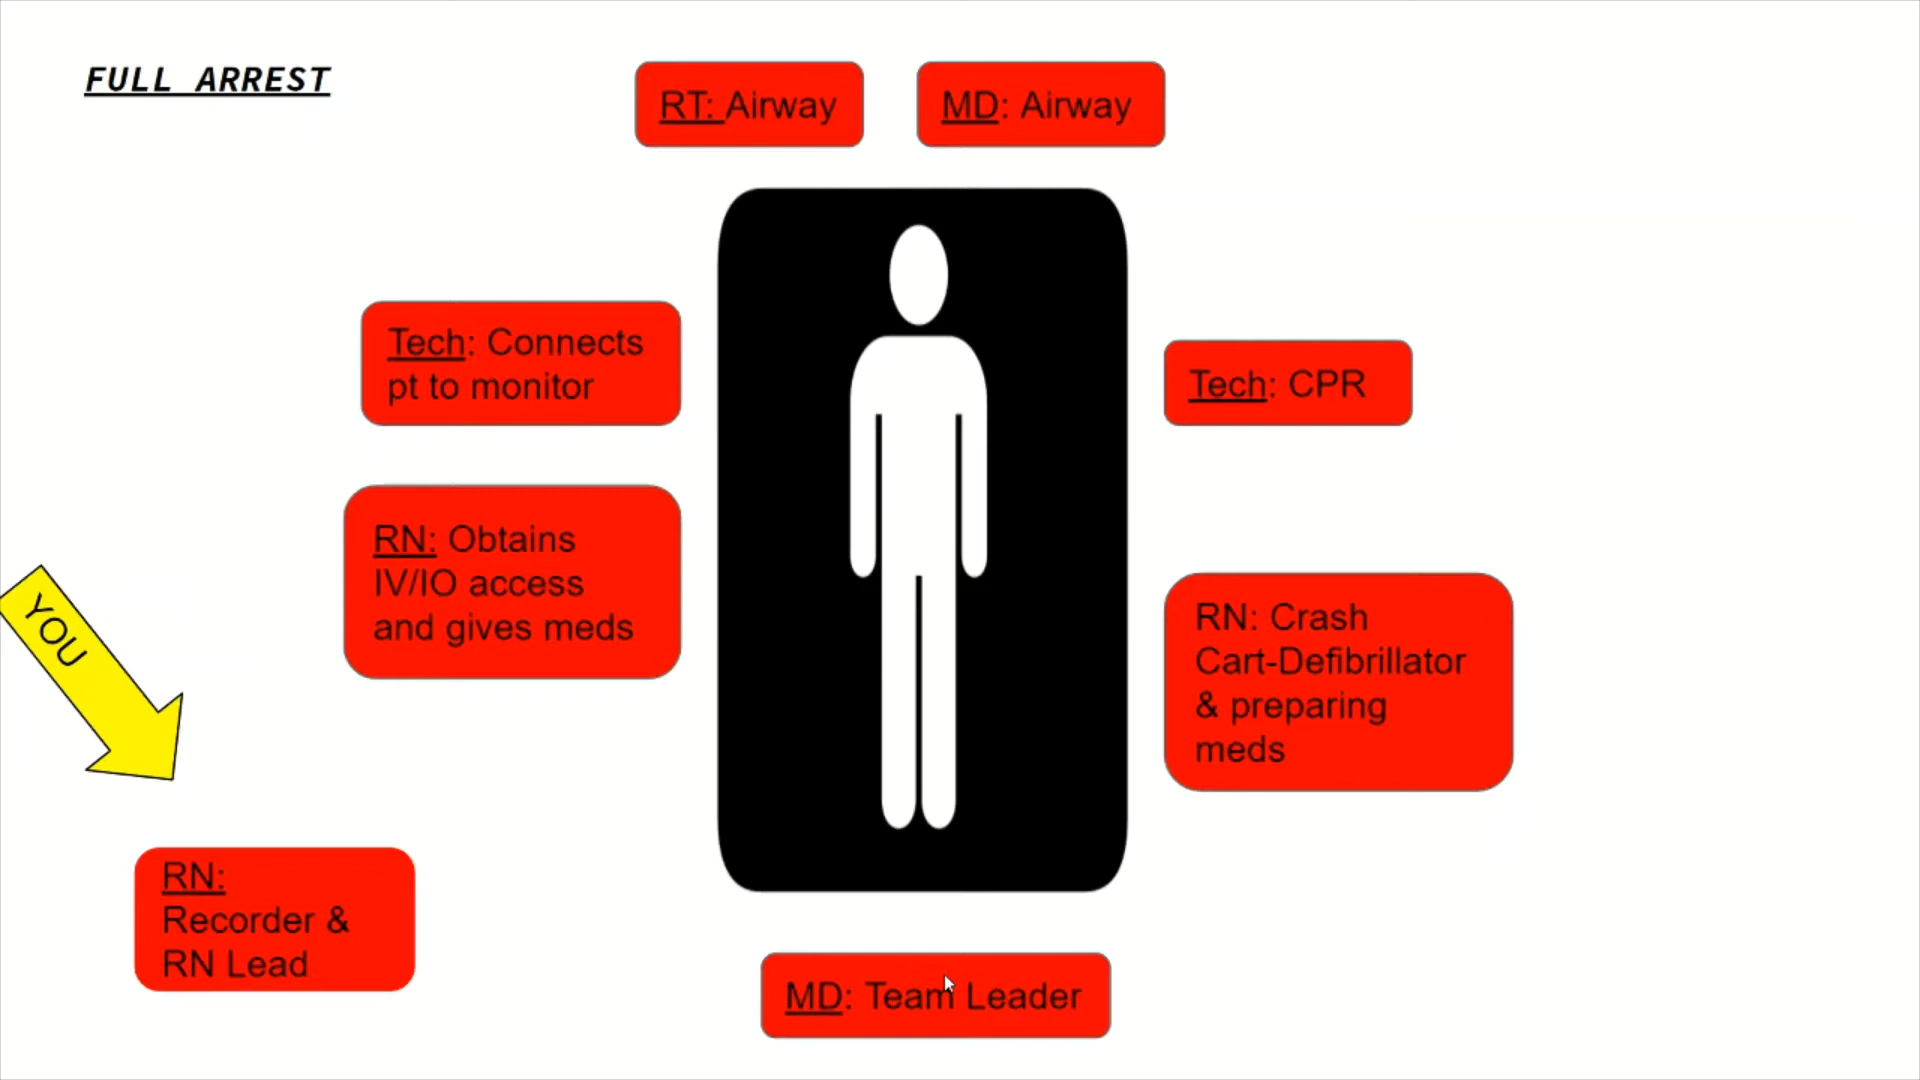 FULL ARREST
RT: Airway
MD: Airway
Tech: Connects
pt to monitor
Tech: CPR
RN: Obtains
IV/IO access
and gives meds
RN: Crash
Cart-Defibrillator
& preparing
meds
YOU
RN:
Recorder &
RN Lead
MD: Team Leader